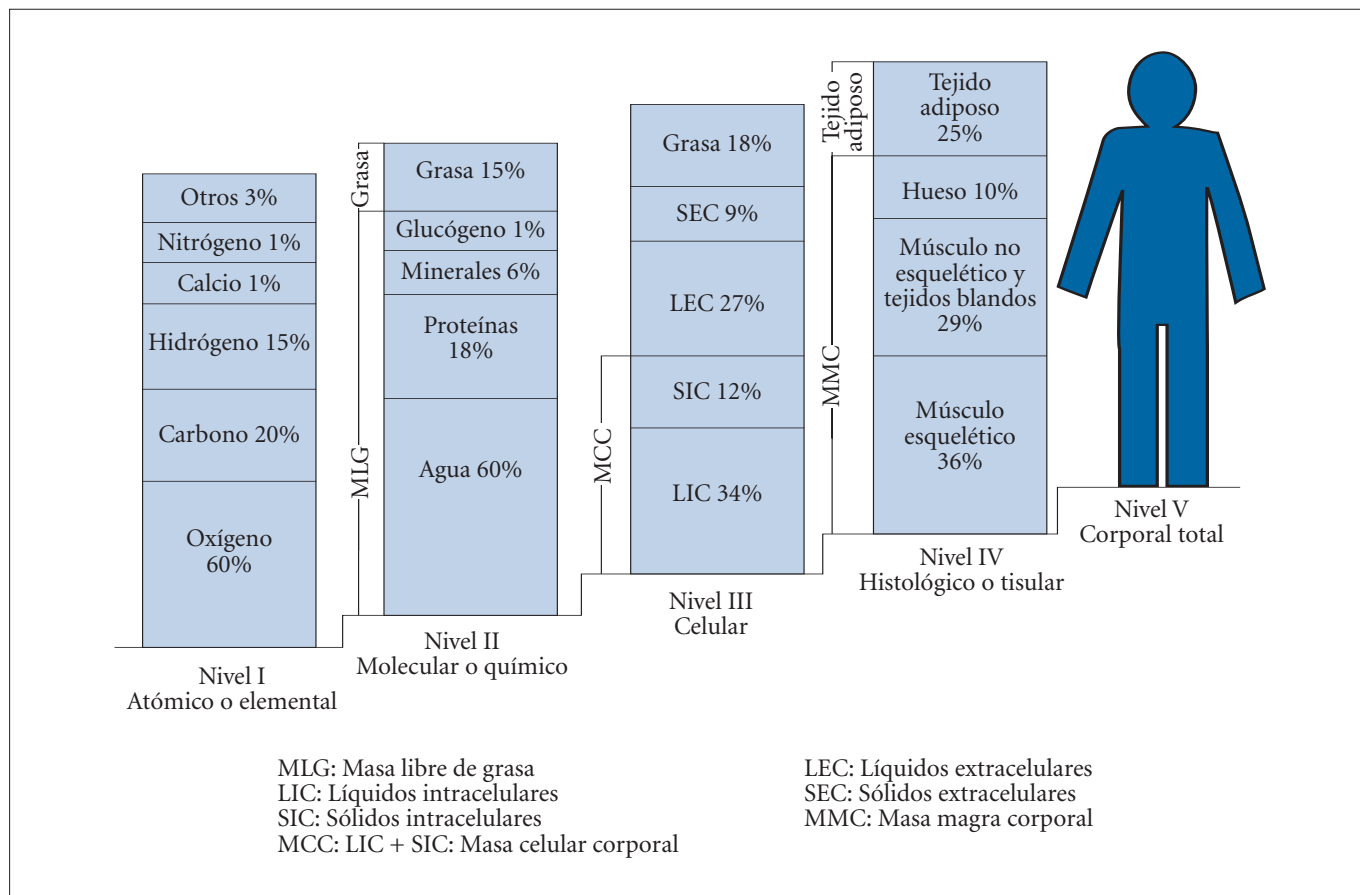 Otros 3%
Nitrógeno 1%
Calcio 1%
Hidrógeno 15%
Carbono 20%
Oxígeno
60%
Nivel I
Atómico o elemental
Grasa
MLG
Grasa 15%
Glucógeno 1%
Minerales 6%
Proteínas
18%
Agua 60%
Nivel II
Molecular o químico
MCC
Grasa 18%
SEC 9%
LEC 27%
SIC 12%
LIC 34%
Nivel III
Celular
Tejido
adiposo
MMC
Tejido
adiposo
25%
Hueso 10%
Músculo no
esquelético y
tejidos blandos
29%
Músculo
esquelético
36%
Nivel IV
Histológico o tisular
Nivel V
Corporal total
MLG: Masa libre de grasa
LIC: Líquidos intracelulares
SIC: Sólidos intracelulares
MCC: LIC + SIC: Masa celular corporal
LEC: Líquidos extracelulares
SEC: Sólidos extracelulares
MMC: Masa magra corporal